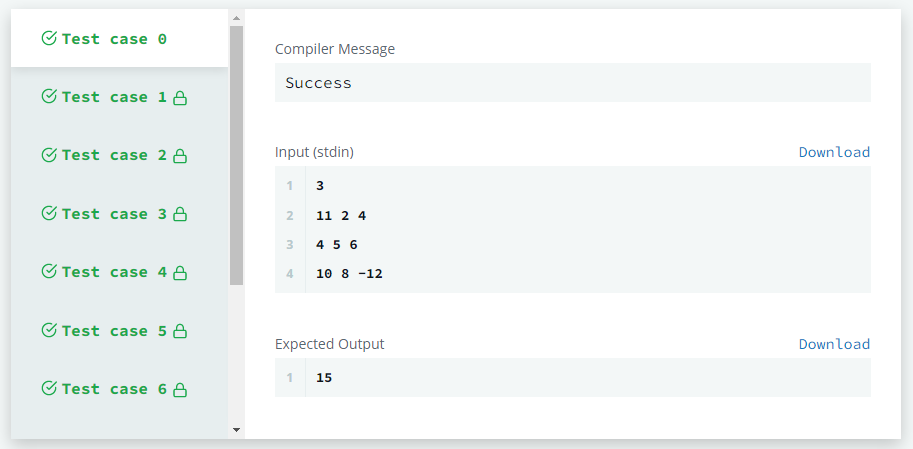 Test case 0
Test case 1
Test case 2
Test case 3
Test case 4
Test case 5
Test case 6
Compiler Message
Success
Input (stdin) Download
1 3
2 11 2 4
3 4 5 6
4 10 8 -12
Expected Output Download
1 15